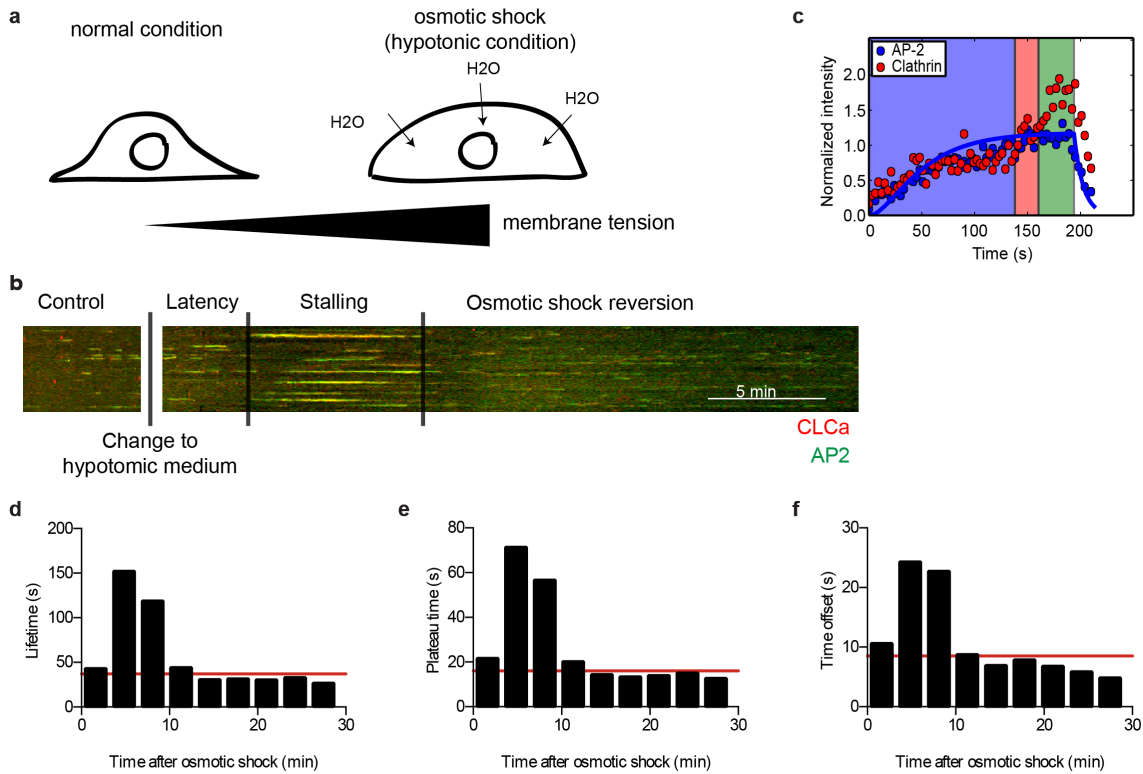 a
normal condition
osmotic shock
(hypotonic condition)
H2O
H2O
H2O
membrane tension
b
Control
Latency
Stalling
Osmotic shock reversion
5 min
Change to
hypotomic medium
CLCa
AP2
c
AP-2
Clathrin
Normalized intensity
2.0
1.5
1.0
0.5
0.0
0
50
100
150
200
Time (s)
d
Lifetime (s)
200
150
100
50
0
0
10
20
30
Time after osmotic shock (min)
e
Plateau time (s)
80
60
40
20
0
0
10
20
30
Time after osmotic shock (min)
f
Time offset (s)
30
20
10
0
0
10
20
30
Time after osmotic shock (min)